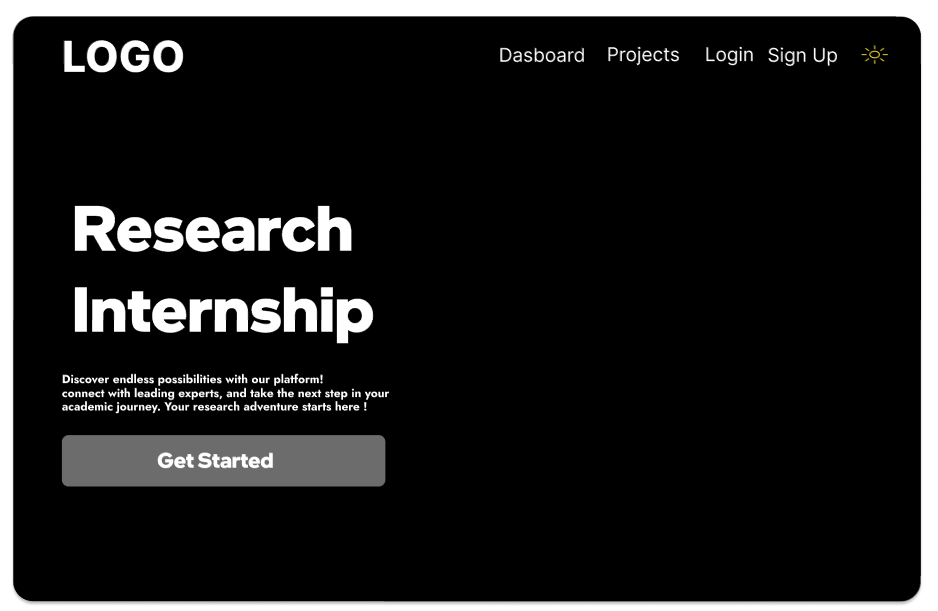 LOGO
Dasboard Projects Login Sign Up
Research
Internship
Discover endless possibilities with our platform!
connect with leading experts, and take the next step in your
academic journey. Your research adventure starts here !
Get Started